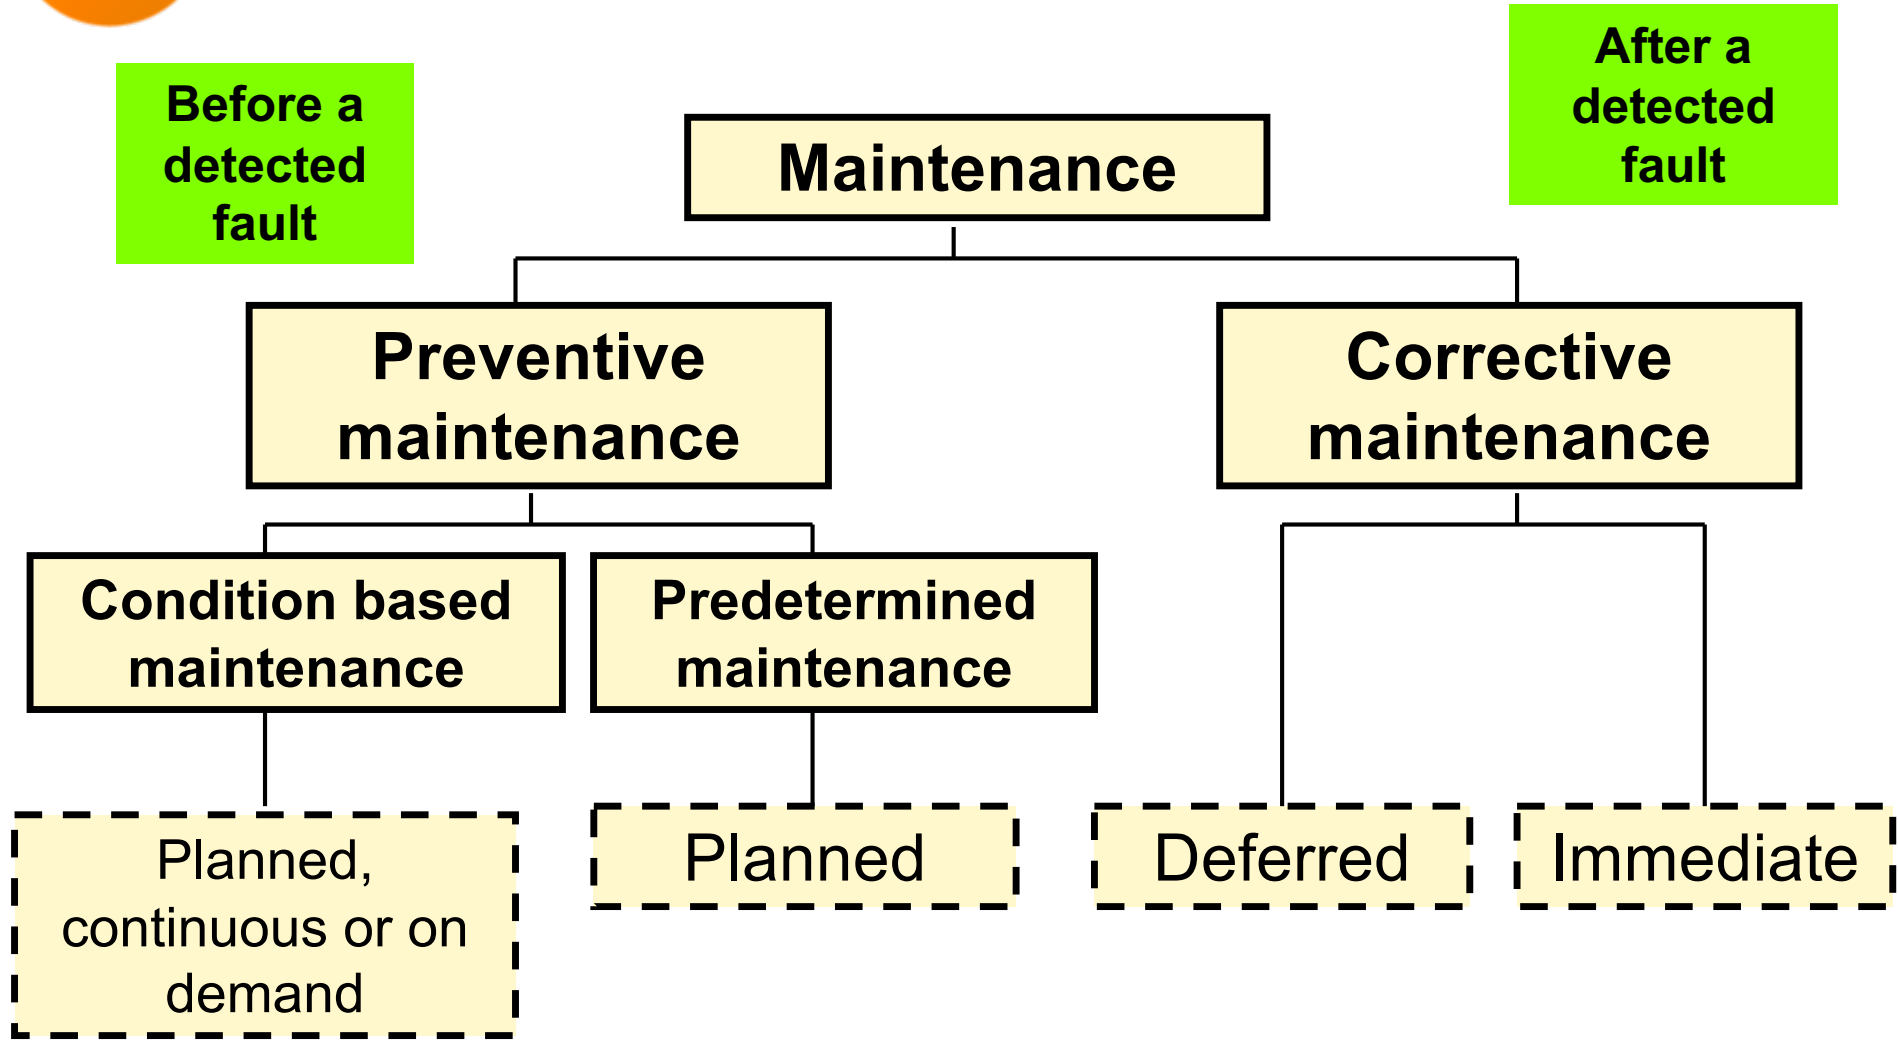 Before a
detected
fault
After a
detected
fault
Maintenance
Preventive
maintenance
Corrective
maintenance
Condition based
maintenance
Predetermined
maintenance
Planned,
continuous or on
demand
Planned
Deferred
Immediate